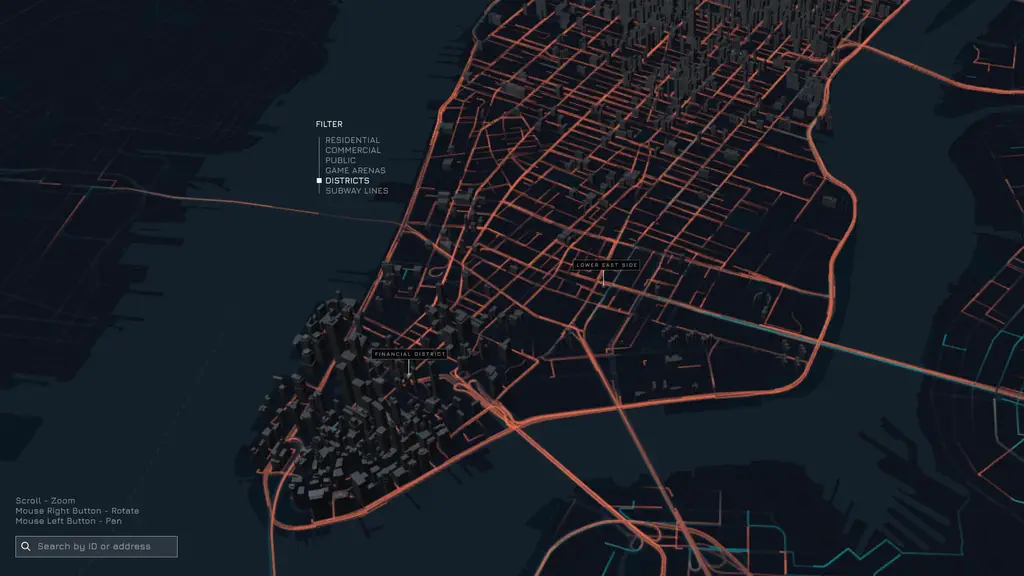 FILTER
RESIDENTIAL
COMMERCIAL
PUBLIC
GAME ARENAS
DISTRICTS
SUBWAY LINES
LOWER EAST SIDE
FINANCIAL DISTRICT
Scroll - Zoom
Mouse Right Button - Rotate
Mouse Left Button - Pan
Search by ID or address